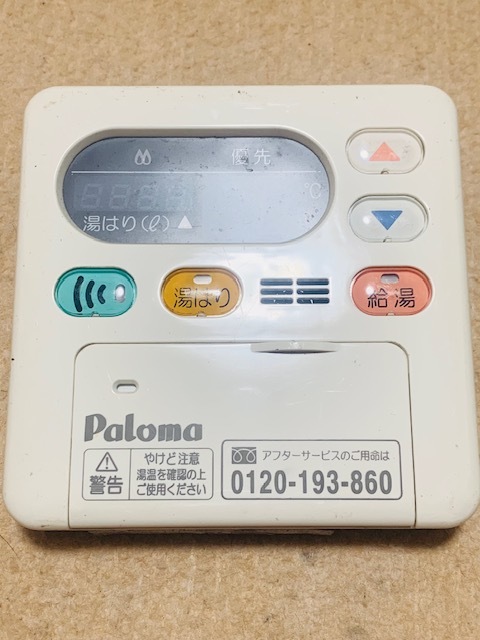 優先
℃
湯はり(ℓ)▲
湯はり
給湯
Paloma
警告
やけど注意
湯温を確認の上
ご使用ください
アフターサービスのご用命は
0120-193-860